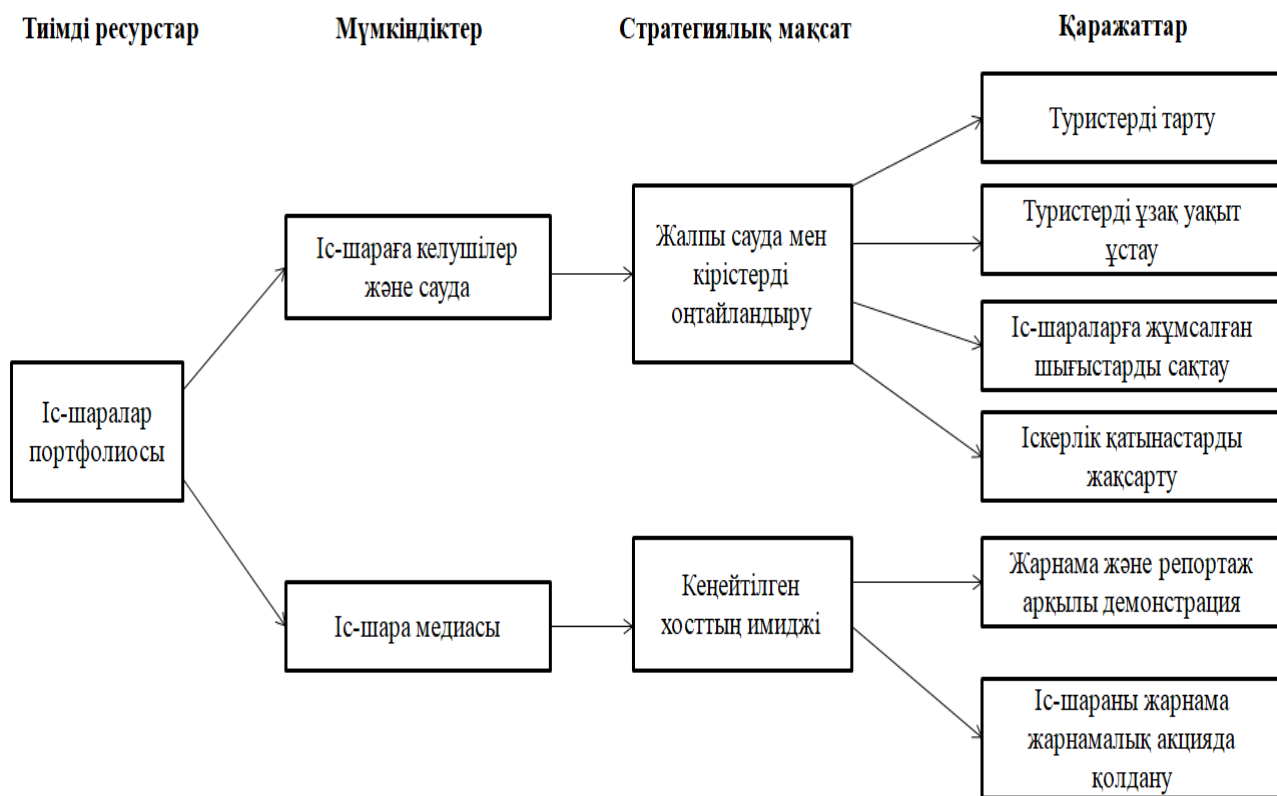 Тиімді ресурстар
Мүмкіндіктер
Стратегиялық мақсат
Қаражаттар
Іс-шаралар
портфолиосы
Іс-шараға келушілер
және сауда
Іс-шара медиасы
Жалпы сауда мен
кірістерді
оңтайландыру
Кеңейтілген
хосттың имиджі
Туристерді тарту
Туристерді ұзақ уақыт
ұстау
Іс-шараларға жұмсалған
шығыстарды сақтау
Іскерлік қатынастарды
жақсарту
Жарнама және репортаж
арқылы демонстрация
Іс-шараны жарнама
жарнамалық акцияда
қолдану